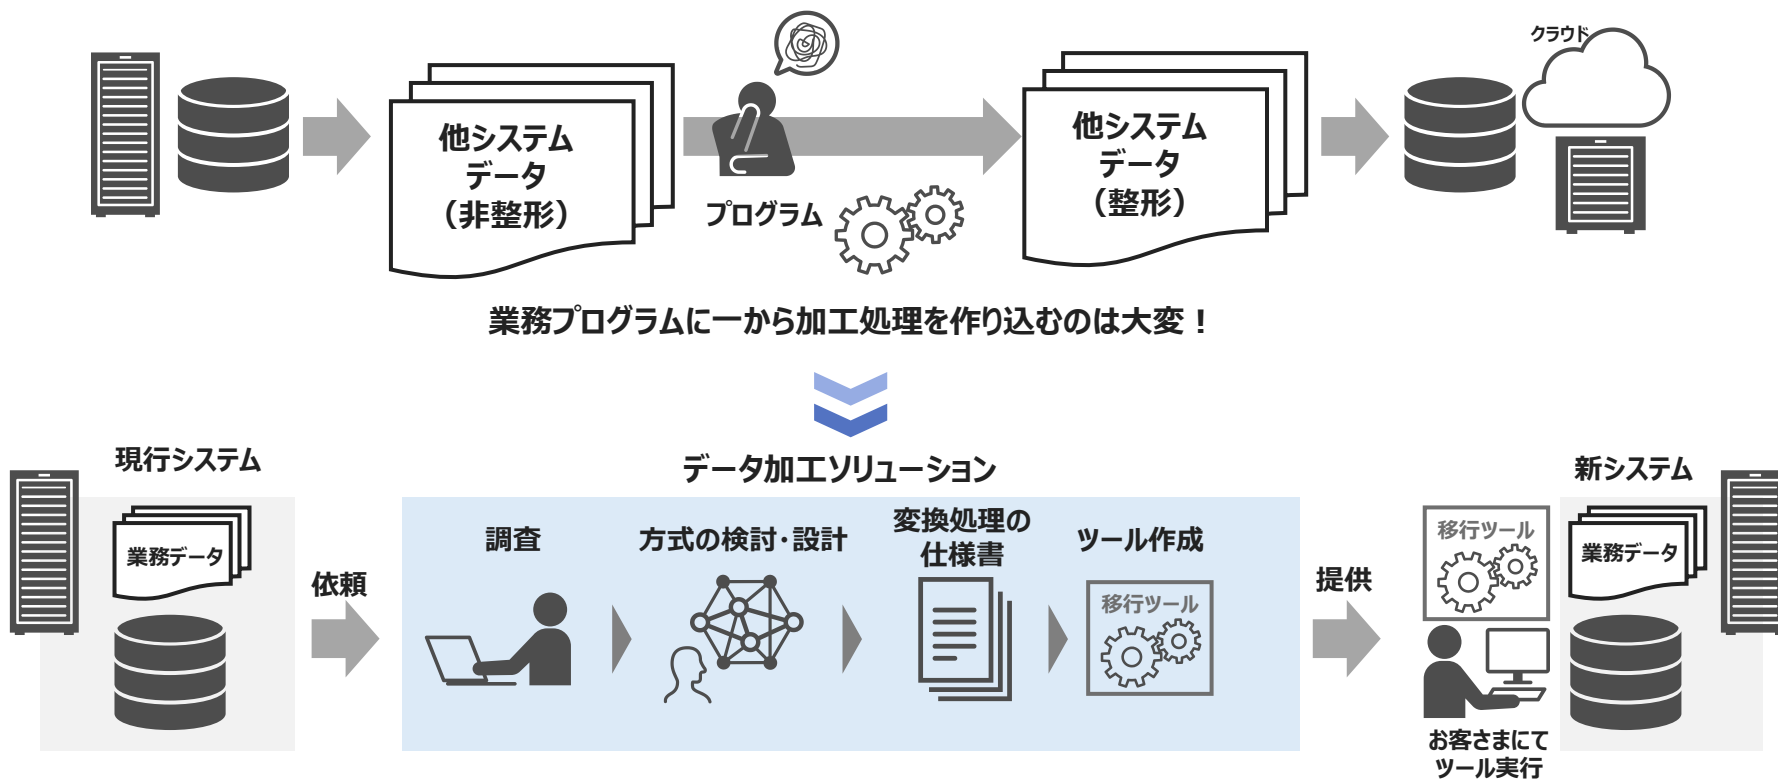 クラウド
他システム
データ
（非整形）
プログラム
他システム
データ
（整形）
業務プログラムに一から加工処理を作り込むのは大変！
現行システム
業務データ
依頼
データ加工ソリューション
調査
方式の検討・設計
変換処理の
仕様書
ツール作成
移行ツール
提供
新システム
移行ツール
業務データ
お客さまにて
ツール実行